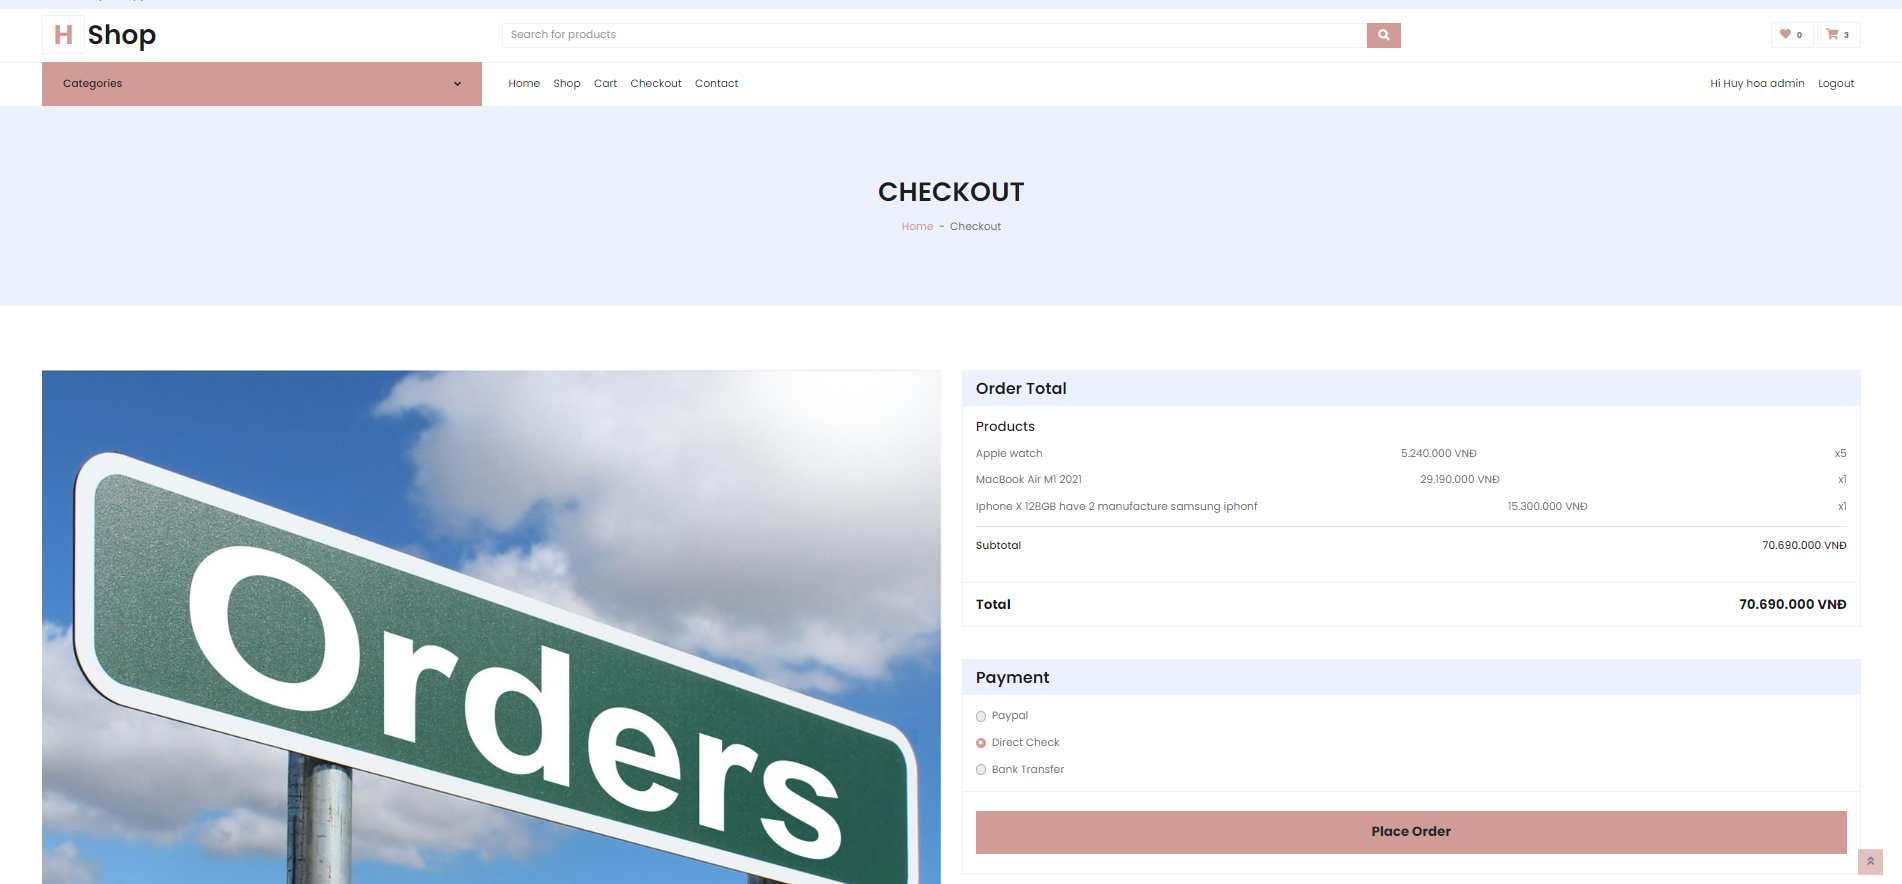 H Shop
Search for products
0
3
Categories
Home Shop Cart Checkout Contact
Hi Huy hoa admin Logout
CHECKOUT
Home - Checkout
Orders
Order Total
Products
Apple watch 5.240.000 VNĐ x5
MacBook Air M1 2021 29.190.000 VNĐ x1
Iphone X 128GB have 2 manufacture samsung iphonf 15.300.000 VNĐ x1
Subtotal 70.690.000 VNĐ
Total 70.690.000 VNĐ
Payment
Paypal
Direct Check
Bank Transfer
Place Order